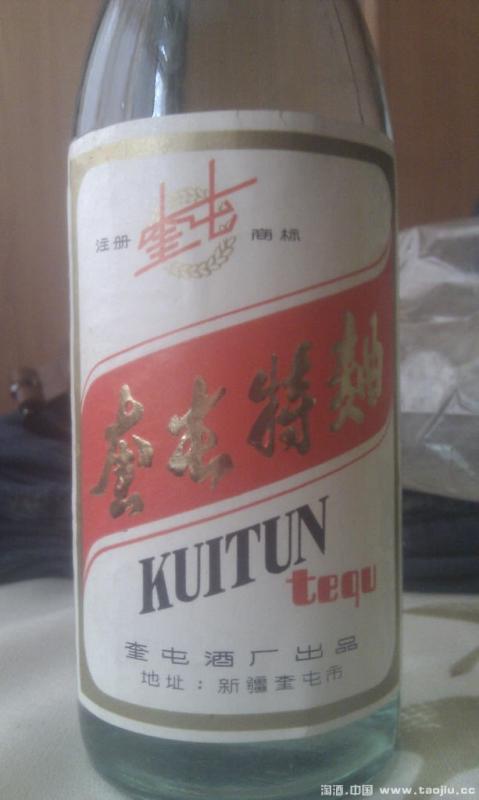 注册 奎屯 商标
奎屯特麯
KUITUN
tequ
奎屯酒厂出品
地址：新疆奎屯市
淘酒.中国 www.taojiu.cc